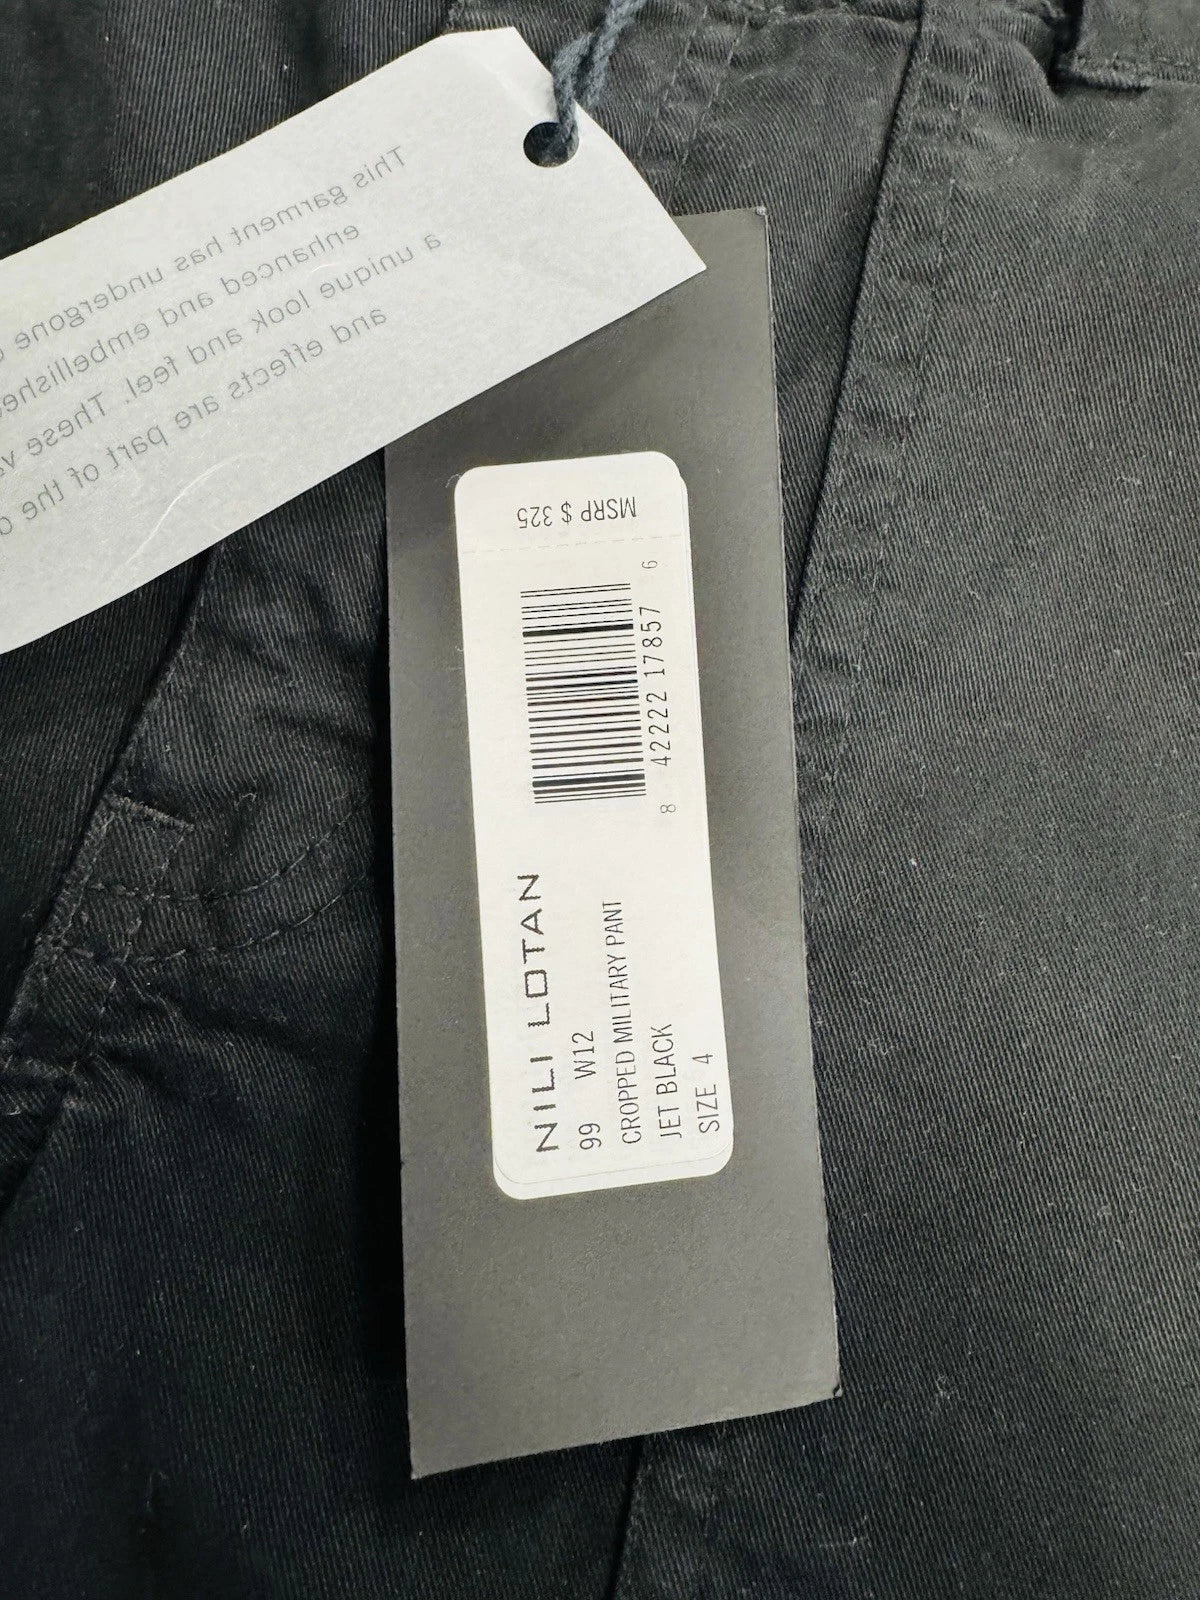 This garment has undergone
enhanced and embellished
a unique look and feel. These
and effects are part of the
MSRP $ 325
8 42222 17857 6
NILI LOTAN
99 W12
CROPPED MILITARY PANT
JET BLACK
SIZE 4